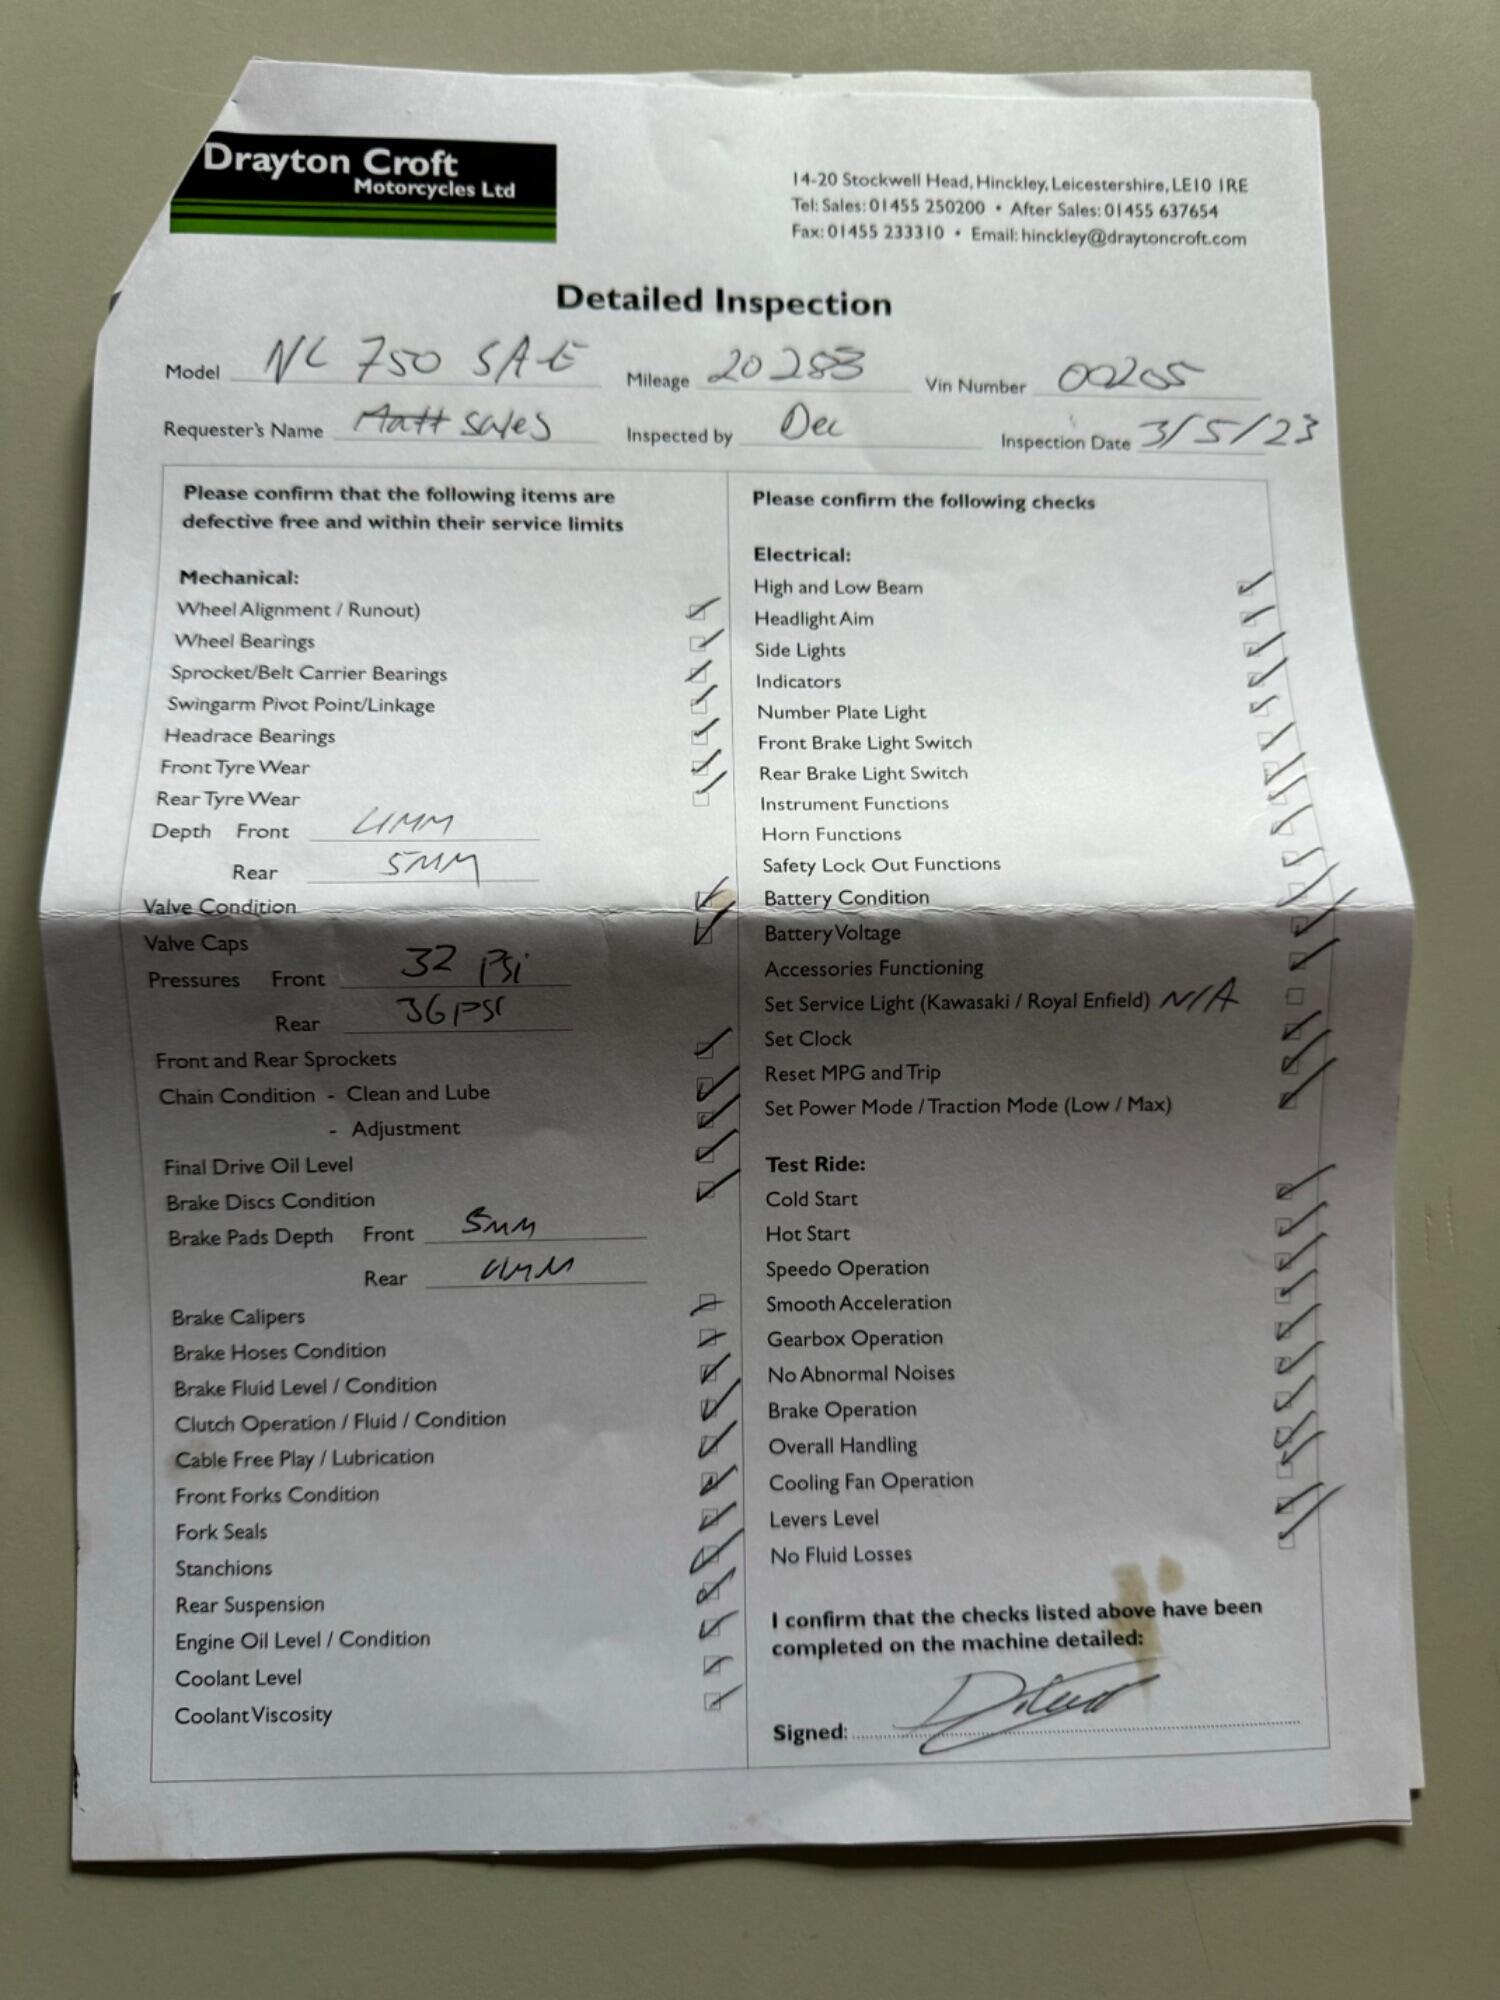 Drayton Croft
Motorcycles Ltd
14-20 Stockwell Head, Hinckley, Leicestershire, LE10 1RE
Tel: Sales: 01455 250200 • After Sales: 01455 637654
Fax: 01455 233310 • Email: hinckley@draytoncroft.com
Detailed Inspection
Model NC 750 SA-E Mileage 20283 Vin Number 00205
Requester's Name Matt Sales Inspected by Dec Inspection Date 3/5/23
Please confirm that the following items are
defective free and within their service limits
Mechanical:
Wheel Alignment / Runout)
Wheel Bearings
Sprocket/Belt Carrier Bearings
Swingarm Pivot Point/Linkage
Headrace Bearings
Front Tyre Wear
Rear Tyre Wear
Depth Front 4MM
Rear 5MM
Valve Condition
Valve Caps
Pressures Front 32 Psi
Rear 36psi
Front and Rear Sprockets
Chain Condition - Clean and Lube
- Adjustment
Final Drive Oil Level
Brake Discs Condition
Brake Pads Depth Front 5MM
Rear 4MM
Brake Calipers
Brake Hoses Condition
Brake Fluid Level / Condition
Clutch Operation / Fluid / Condition
Cable Free Play / Lubrication
Front Forks Condition
Fork Seals
Stanchions
Rear Suspension
Engine Oil Level / Condition
Coolant Level
Coolant Viscosity
Please confirm the following checks
Electrical:
High and Low Beam
Headlight Aim
Side Lights
Indicators
Number Plate Light
Front Brake Light Switch
Rear Brake Light Switch
Instrument Functions
Horn Functions
Safety Lock Out Functions
Battery Condition
Battery Voltage
Accessories Functioning
Set Service Light (Kawasaki / Royal Enfield) N/A
Set Clock
Reset MPG and Trip
Set Power Mode / Traction Mode (Low / Max)
Test Ride:
Cold Start
Hot Start
Speedo Operation
Smooth Acceleration
Gearbox Operation
No Abnormal Noises
Brake Operation
Overall Handling
Cooling Fan Operation
Levers Level
No Fluid Losses
I confirm that the checks listed above have been
completed on the machine detailed:
Signed: